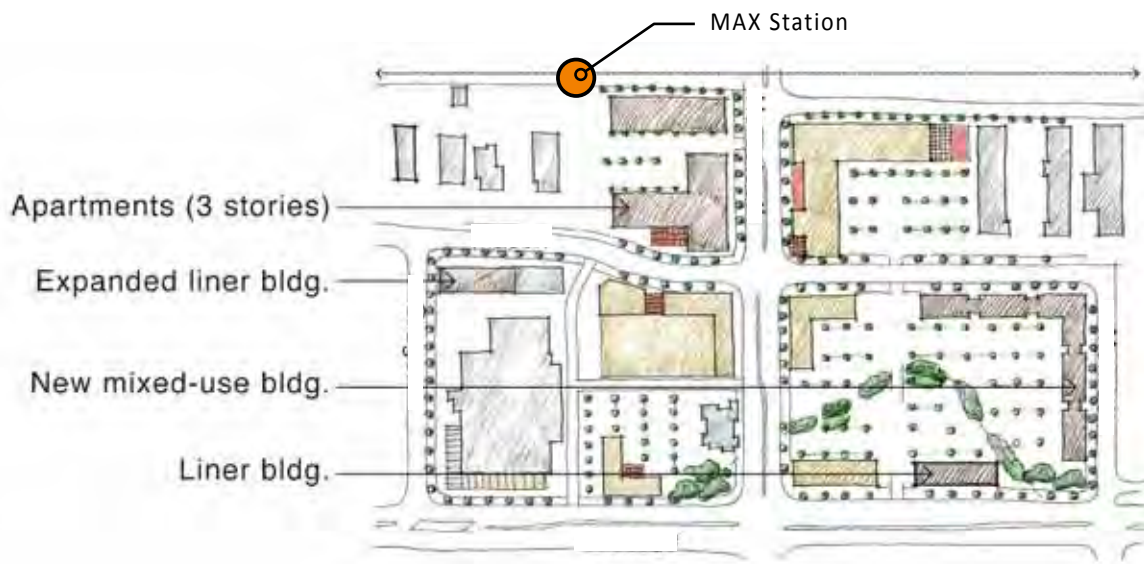 MAX Station
Apartments (3 stories)
Expanded liner bldg.
New mixed-use bldg.
Liner bldg.